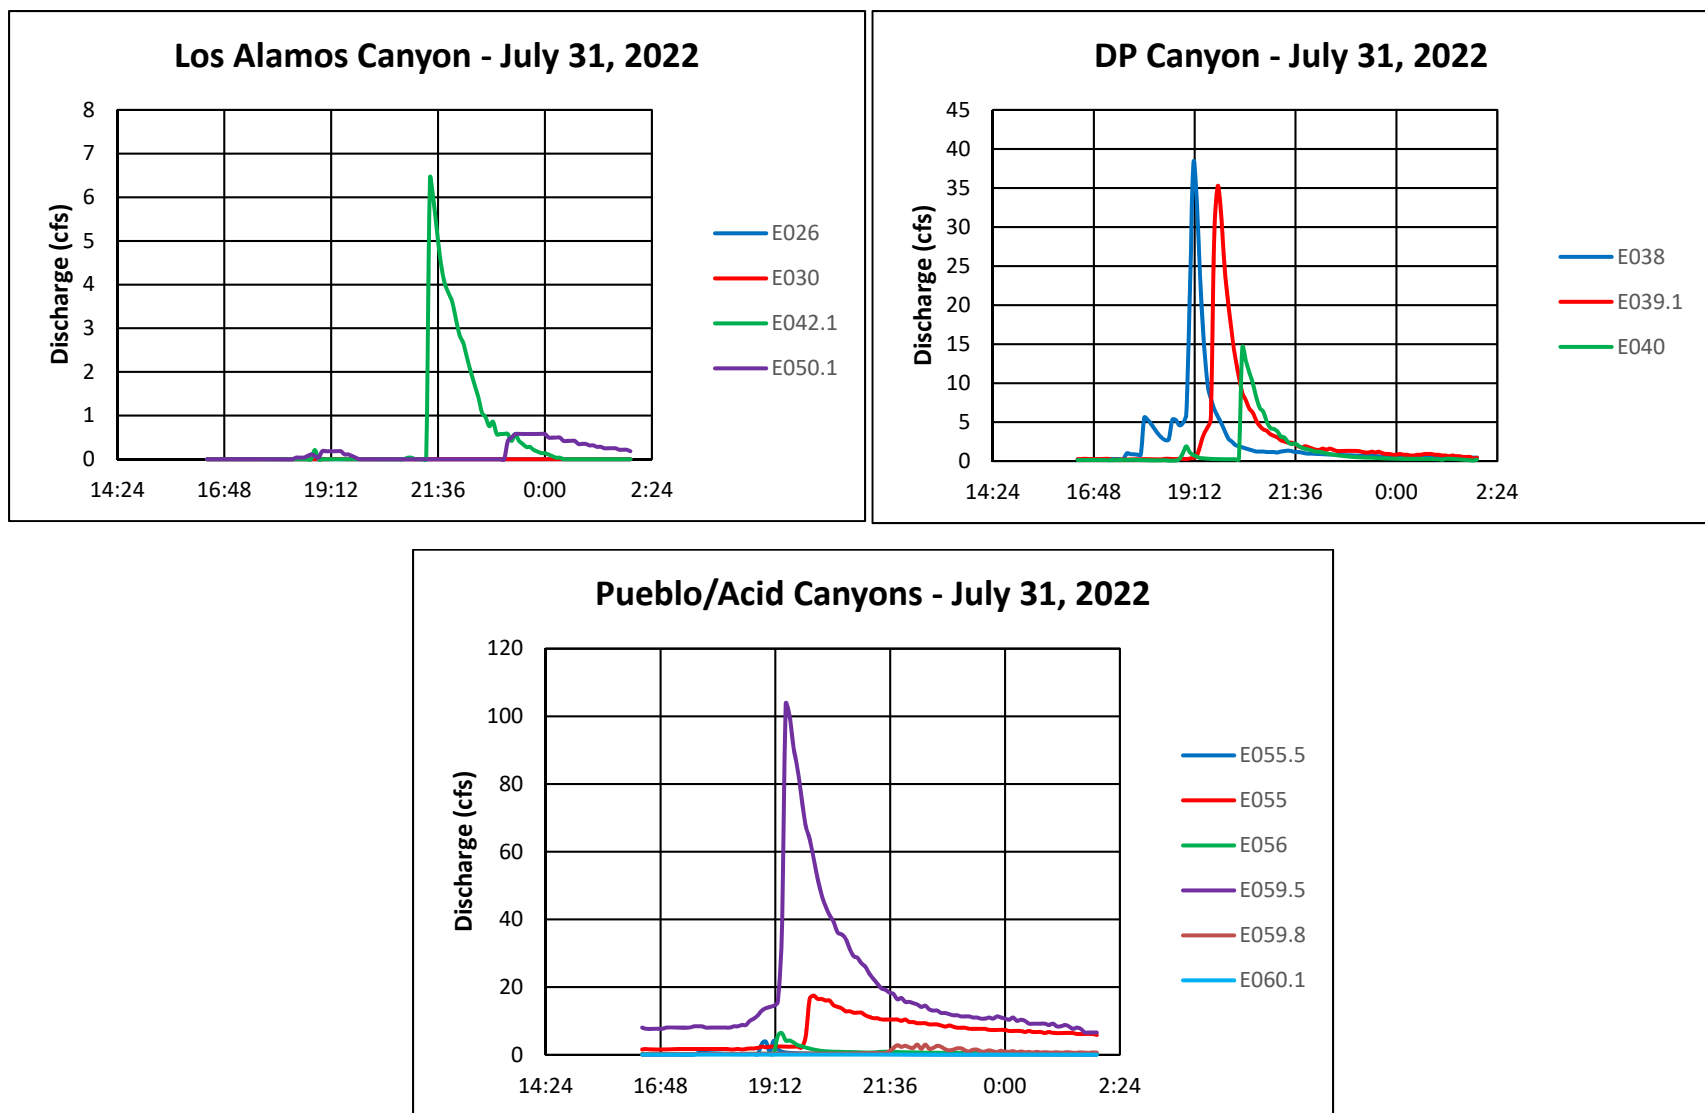 Los Alamos Canyon - July 31, 2022
8
7
6
5
4
3
2
1
0
Discharge (cfs)
14:24 16:48 19:12 21:36 0:00 2:24
E026
E030
E042.1
E050.1
DP Canyon - July 31, 2022
45
40
35
30
25
20
15
10
5
0
Discharge (cfs)
14:24 16:48 19:12 21:36 0:00 2:24
E038
E039.1
E040
Pueblo/Acid Canyons - July 31, 2022
120
100
80
60
40
20
0
Discharge (cfs)
14:24 16:48 19:12 21:36 0:00 2:24
E055.5
E055
E056
E059.5
E059.8
E060.1